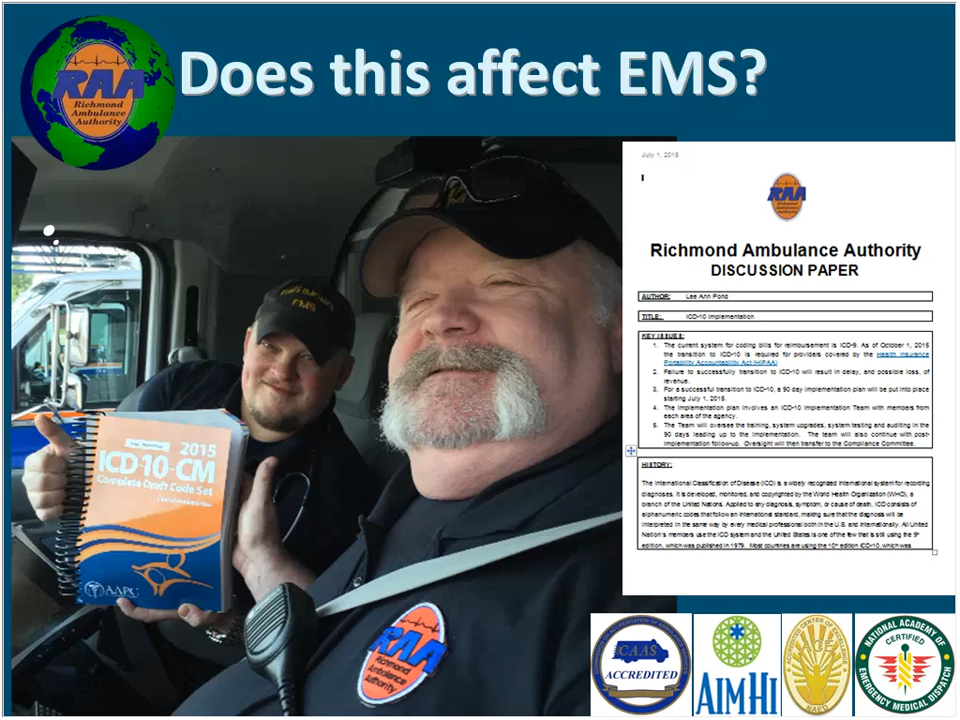 RAA
Richmond
Ambulance
Authority
Does this affect EMS?
EMS
2015
ICD-10-CM
Complete Draft Code Set
AAPC
RAA
Richmond
Ambulance
Authority
July 1, 2015
RAA
Richmond Ambulance Authority
DISCUSSION PAPER
AUTHOR: Lee Ann Pond
TITLE: ICD-10 Implementation
KEY ISSUES:
1. The current system for coding bills for reimbursement is ICD-9. As of October 1, 2015
the transition to ICD-10 is required for providers covered by the Health Insurance
Portability Accountability Act (HIPAA)
2. Failure to successfully transition to ICD-10 will result in delay, and possible loss, of
revenue.
3. For a successful transition to ICD-10, a 90 day implementation plan will be put into place
starting July 1, 2015.
4. The implementation plan involves an ICD-10 Implementation Team with members from
each area of the agency.
5. The Team will oversee the training, system upgrades, system testing and auditing in the
90 days leading up to the implementation. The team will also continue with post-
implementation follow-up. Oversight will then transfer to the Compliance Committee.
HISTORY:
The International Classification of Disease (ICD) is a widely recognized international system for recording
diagnoses. It is developed, monitored, and copyrighted by the World Health Organization (WHO), a
branch of the United Nations. Applied to any diagnosis, symptom, or cause of death, ICD consists of
alphanumeric codes that follow an international standard, making sure that the diagnosis will be
interpreted in the same way by every medical professional both in the U.S. and internationally. All United
Nation's members use the ICD system and the United States is one of the few that is still using the 9th
edition, which was published in 1979. Most countries are using the 10th edition ICD-10, which was
CAAS
ACCREDITED
AIMHI
ACCREDITED CENTER OF EXCELLENCE
ACE
NAED
NATIONAL ACADEMY OF
CERTIFIED
EMERGENCY MEDICAL DISPATCH